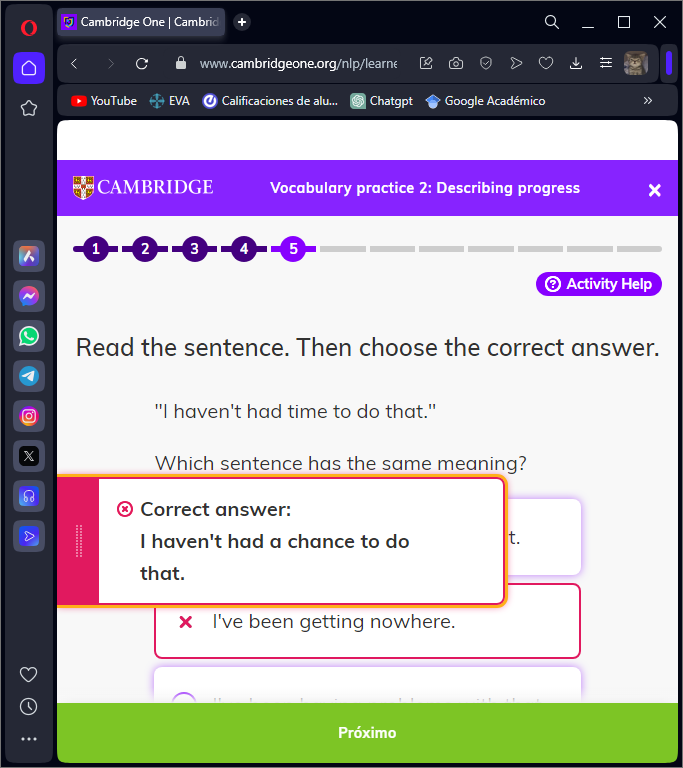 Cambridge One | Cambrid
www.cambridgeone.org/nlp/learne
YouTube
EVA
Calificaciones de alu...
Chatgpt
Google Académico
CAMBRIDGE
Vocabulary practice 2: Describing progress
1 2 3 4 5
Activity Help
Read the sentence. Then choose the correct answer.
"I haven't had time to do that."
Which sentence has the same meaning?
Correct answer:
I haven't had a chance to do
that.
t.
I've been getting nowhere.
Próximo